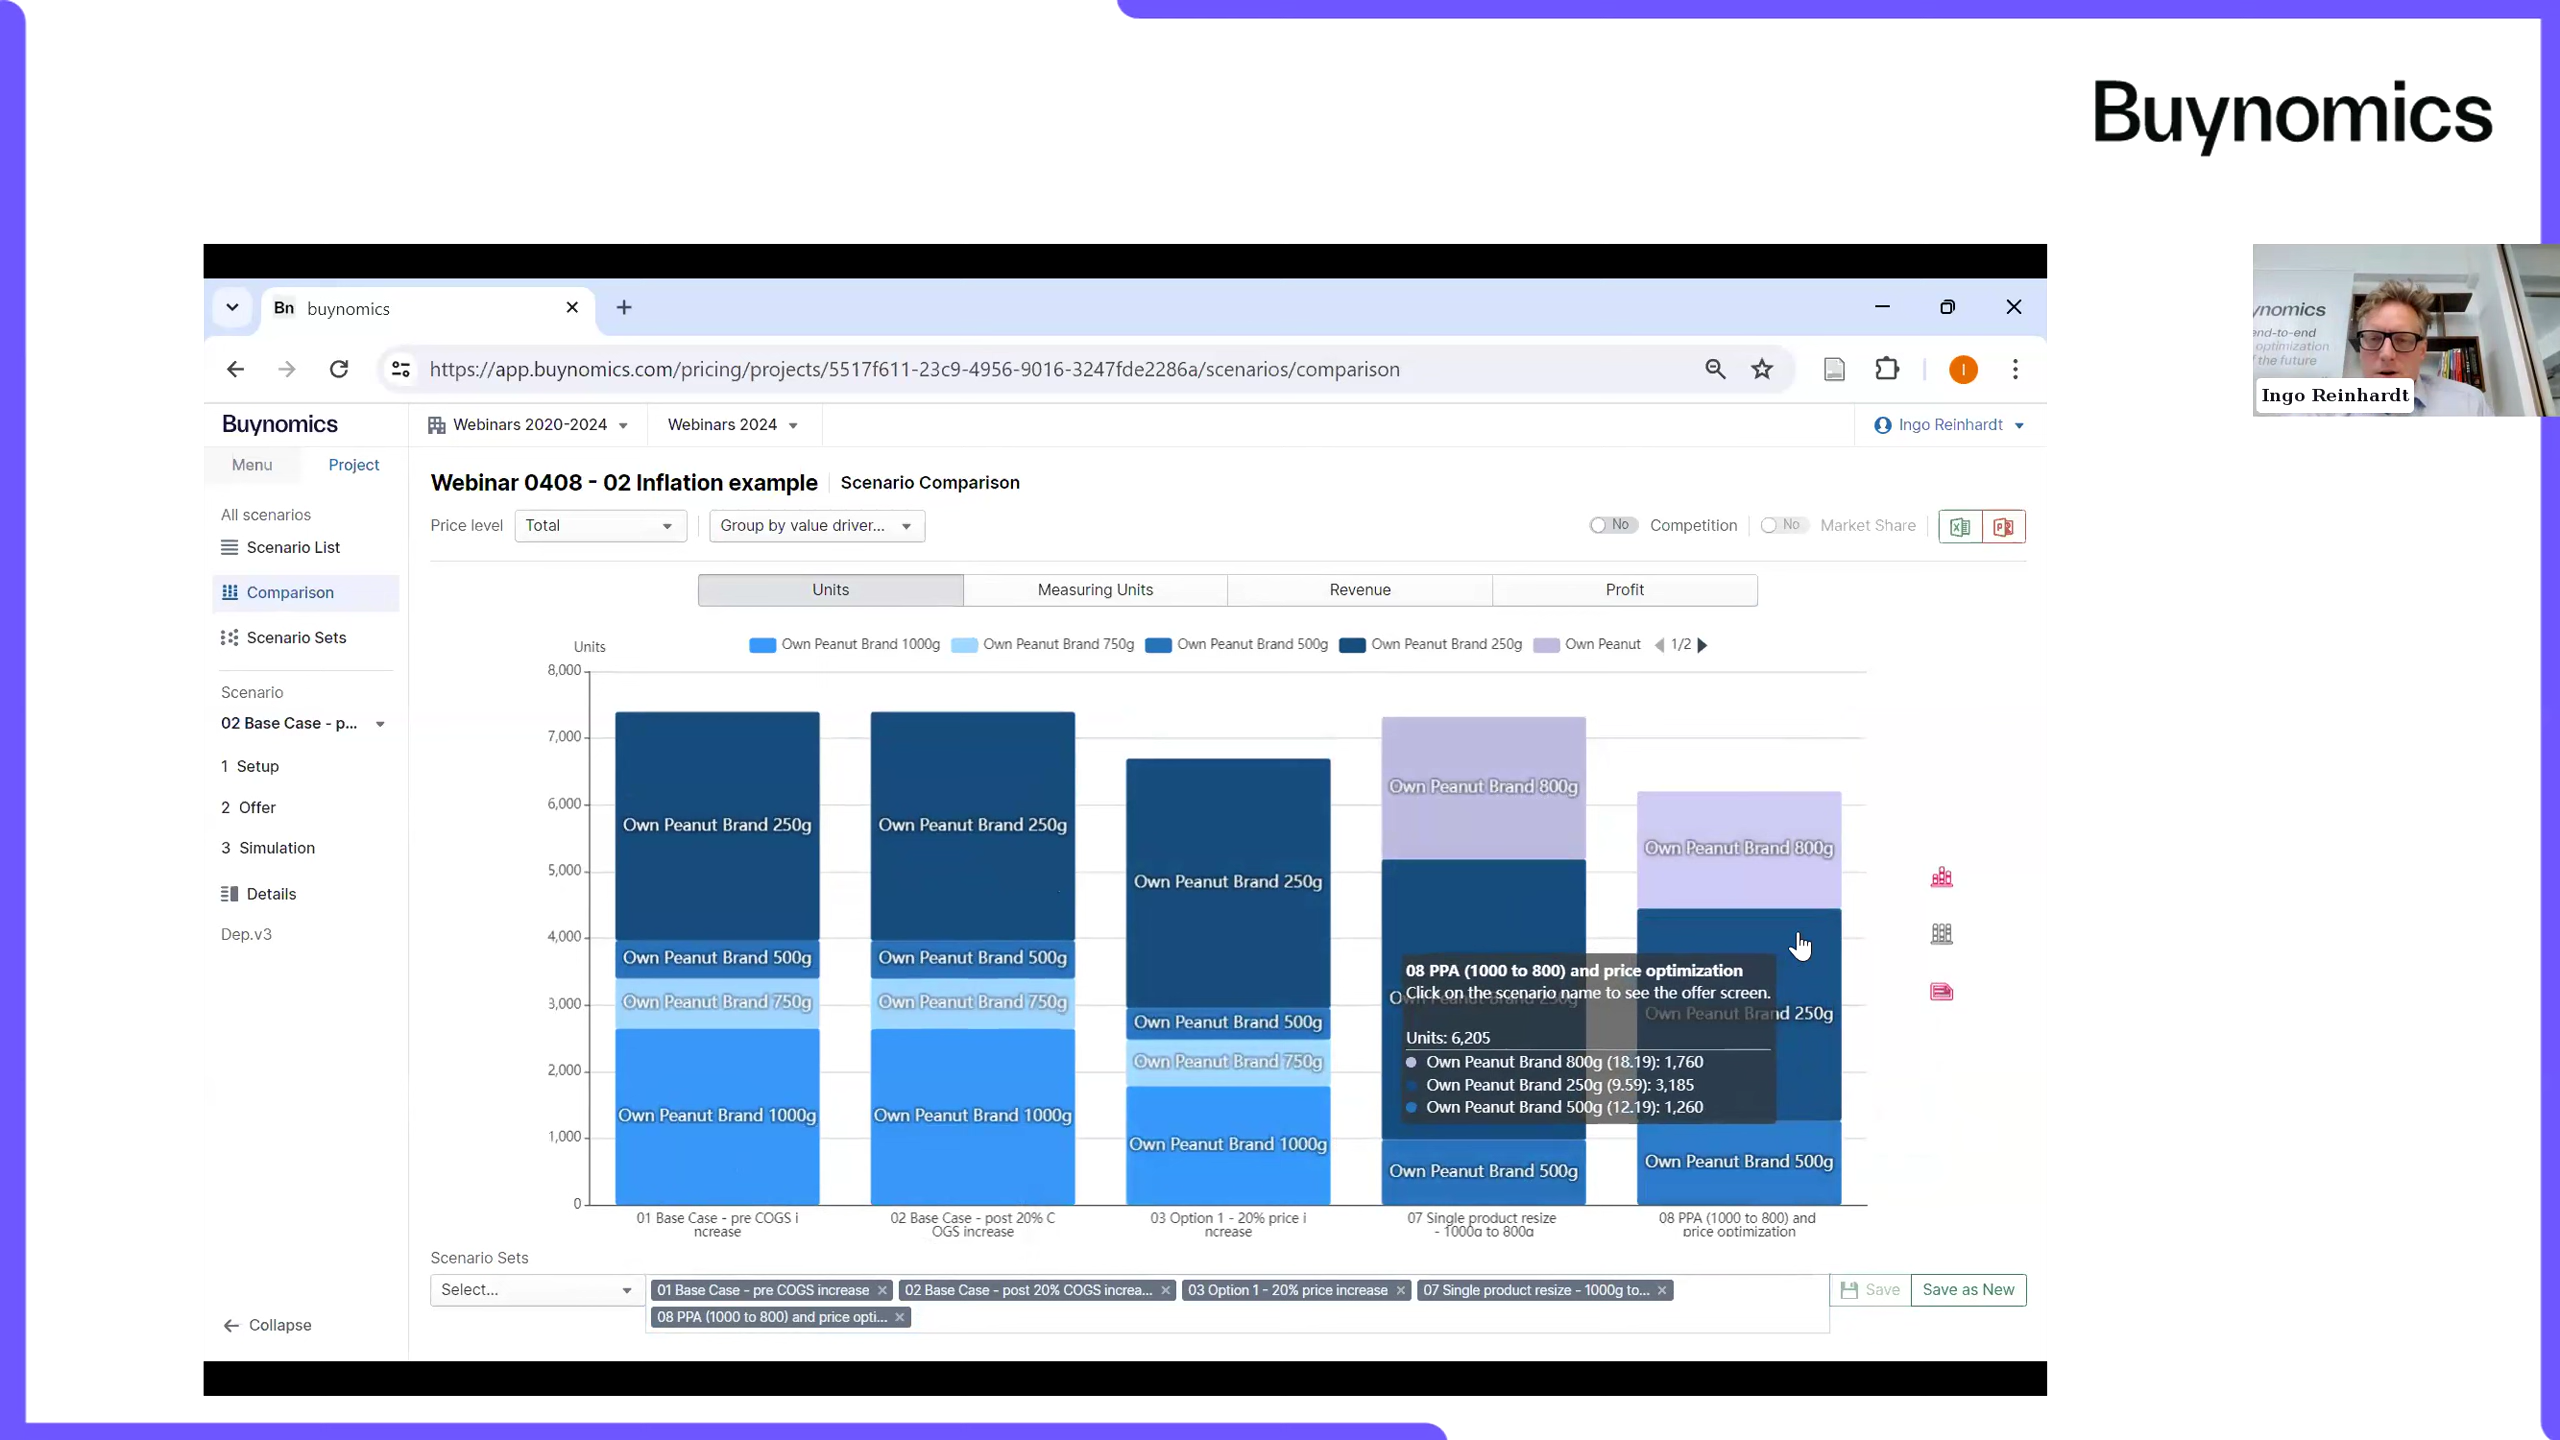 Buynomics
Bn buynomics
https://app.buynomics.com/pricing/projects/5517f611-23c9-4956-9016-3247fde2286a/scenarios/comparison
I
ynomics
end-to-end
optimization
the future
Ingo Reinhardt
Buynomics
Webinars 2020-2024
Webinars 2024
Ingo Reinhardt
Menu
Project
All scenarios
Scenario List
Comparison
Scenario Sets
Scenario
02 Base Case - p...
1 Setup
2 Offer
3 Simulation
Details
Dep.v3
Collapse
Webinar 0408 - 02 Inflation example
Scenario Comparison
Price level
Total
Group by value driver...
No
Competition
No
Market Share
Units
Measuring Units
Revenue
Profit
Units
Own Peanut Brand 1000g
Own Peanut Brand 750g
Own Peanut Brand 500g
Own Peanut Brand 250g
Own Peanut
1/2
8,000
7,000
6,000
5,000
4,000
3,000
2,000
1,000
0
Own Peanut Brand 250g
Own Peanut Brand 500g
Own Peanut Brand 750g
Own Peanut Brand 1000g
Own Peanut Brand 250g
Own Peanut Brand 500g
Own Peanut Brand 750g
Own Peanut Brand 1000g
Own Peanut Brand 250g
Own Peanut Brand 500g
Own Peanut Brand 750g
Own Peanut Brand 1000g
Own Peanut Brand 800g
Own Peanut Brand 500g
Own Peanut Brand 800g
Own Peanut Brand 250g
Own Peanut Brand 500g
08 PPA (1000 to 800) and price optimization
Click on the scenario name to see the offer screen.
Units: 6,205
Own Peanut Brand 800g (18.19): 1,760
Own Peanut Brand 250g (9.59): 3,185
Own Peanut Brand 500g (12.19): 1,260
01 Base Case - pre COGS i
ncrease
02 Base Case - post 20% C
OGS increase
03 Option 1 - 20% price i
ncrease
07 Single product resize
- 1000g to 800g
08 PPA (1000 to 800) and
price optimization
Scenario Sets
Select...
01 Base Case - pre COGS increase
02 Base Case - post 20% COGS increa...
03 Option 1 - 20% price increase
07 Single product resize - 1000g to...
08 PPA (1000 to 800) and price opti...
Save
Save as New